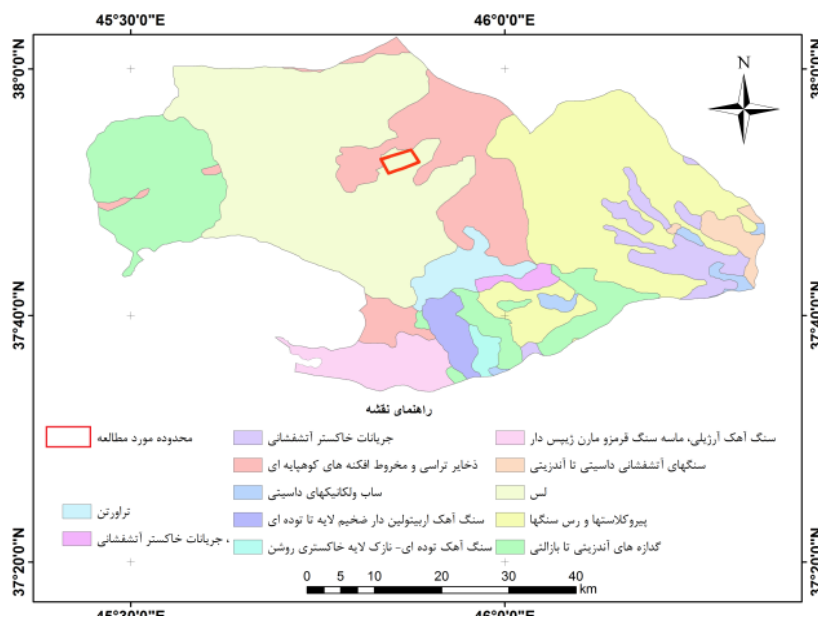 45°30'0"E 46°0'0"E
N
38°0'0"N 38°0'0"N
37°40'0"N 37°40'0"N
37°20'0"N 37°20'0"N
راهنمای نقشه
محدوده مورد مطالعه
تراورتن
، جریانات خاکستر آتشفشانی
جریانات خاکستر آتشفشانی
ذخایر تراسی و مخروط افکنه های کوهپایه ای
ساب ولکانیکهای داسیتی
سنگ آهک اربیتولین دار ضخیم لایه تا توده ای
سنگ آهک توده ای- نازک لایه خاکستری روشن
سنگ آهک آرژیلی، ماسه سنگ قرمزو مارن ژیپس دار
سنگهای آتشفشانی داسیتی تا آندزیتی
لس
پیروکلاستها و رس سنگها
گدازه های آندزیتی تا بازالتی
0 5 10 20 30 40
km
45°30'0"E 46°0'0"E